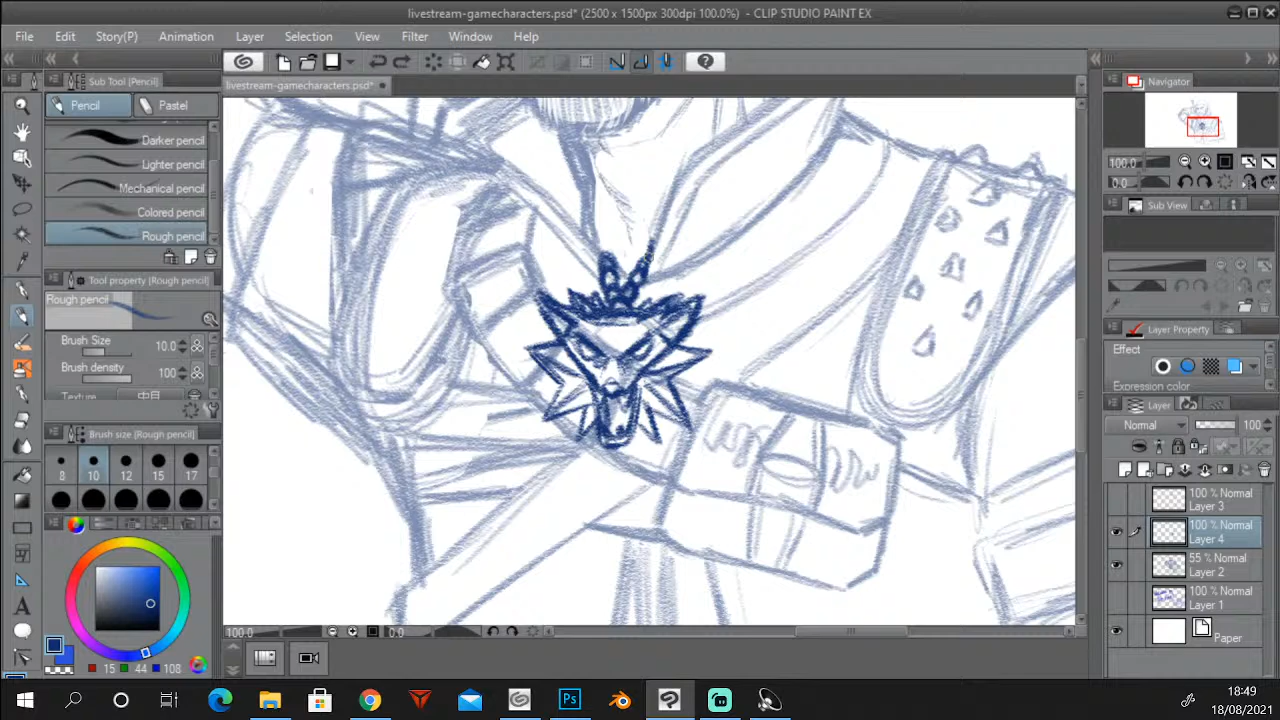 livestream-gamecharacters.psd* (2500 x 1500px 300dpi 100.0%) - CLIP STUDIO PAINT EX
File Edit Story(P) Animation Layer Selection View Filter Window Help
Sub Tool [Pencil]
livestream-gamecharacters.psd*
Navigator
Pencil Pastel
Darker pencil
Lighter pencil
Mechanical pencil
Colored pencil
Rough pencil
100.0
0.0
Sub View
Tool property [Rough pencil]
Rough pencil
Brush Size 10.0
Brush density 100
Texture
Brush size [Rough pencil]
8 10 12 15 17
Layer Property
Effect
Expression color
Layer
Normal 100
100 % Normal
Layer 3
100 % Normal
Layer 4
55 % Normal
Layer 2
100 % Normal
Layer 1
Paper
100.0 0.0
15 44 108
A
Ps
18:49
18/08/2021